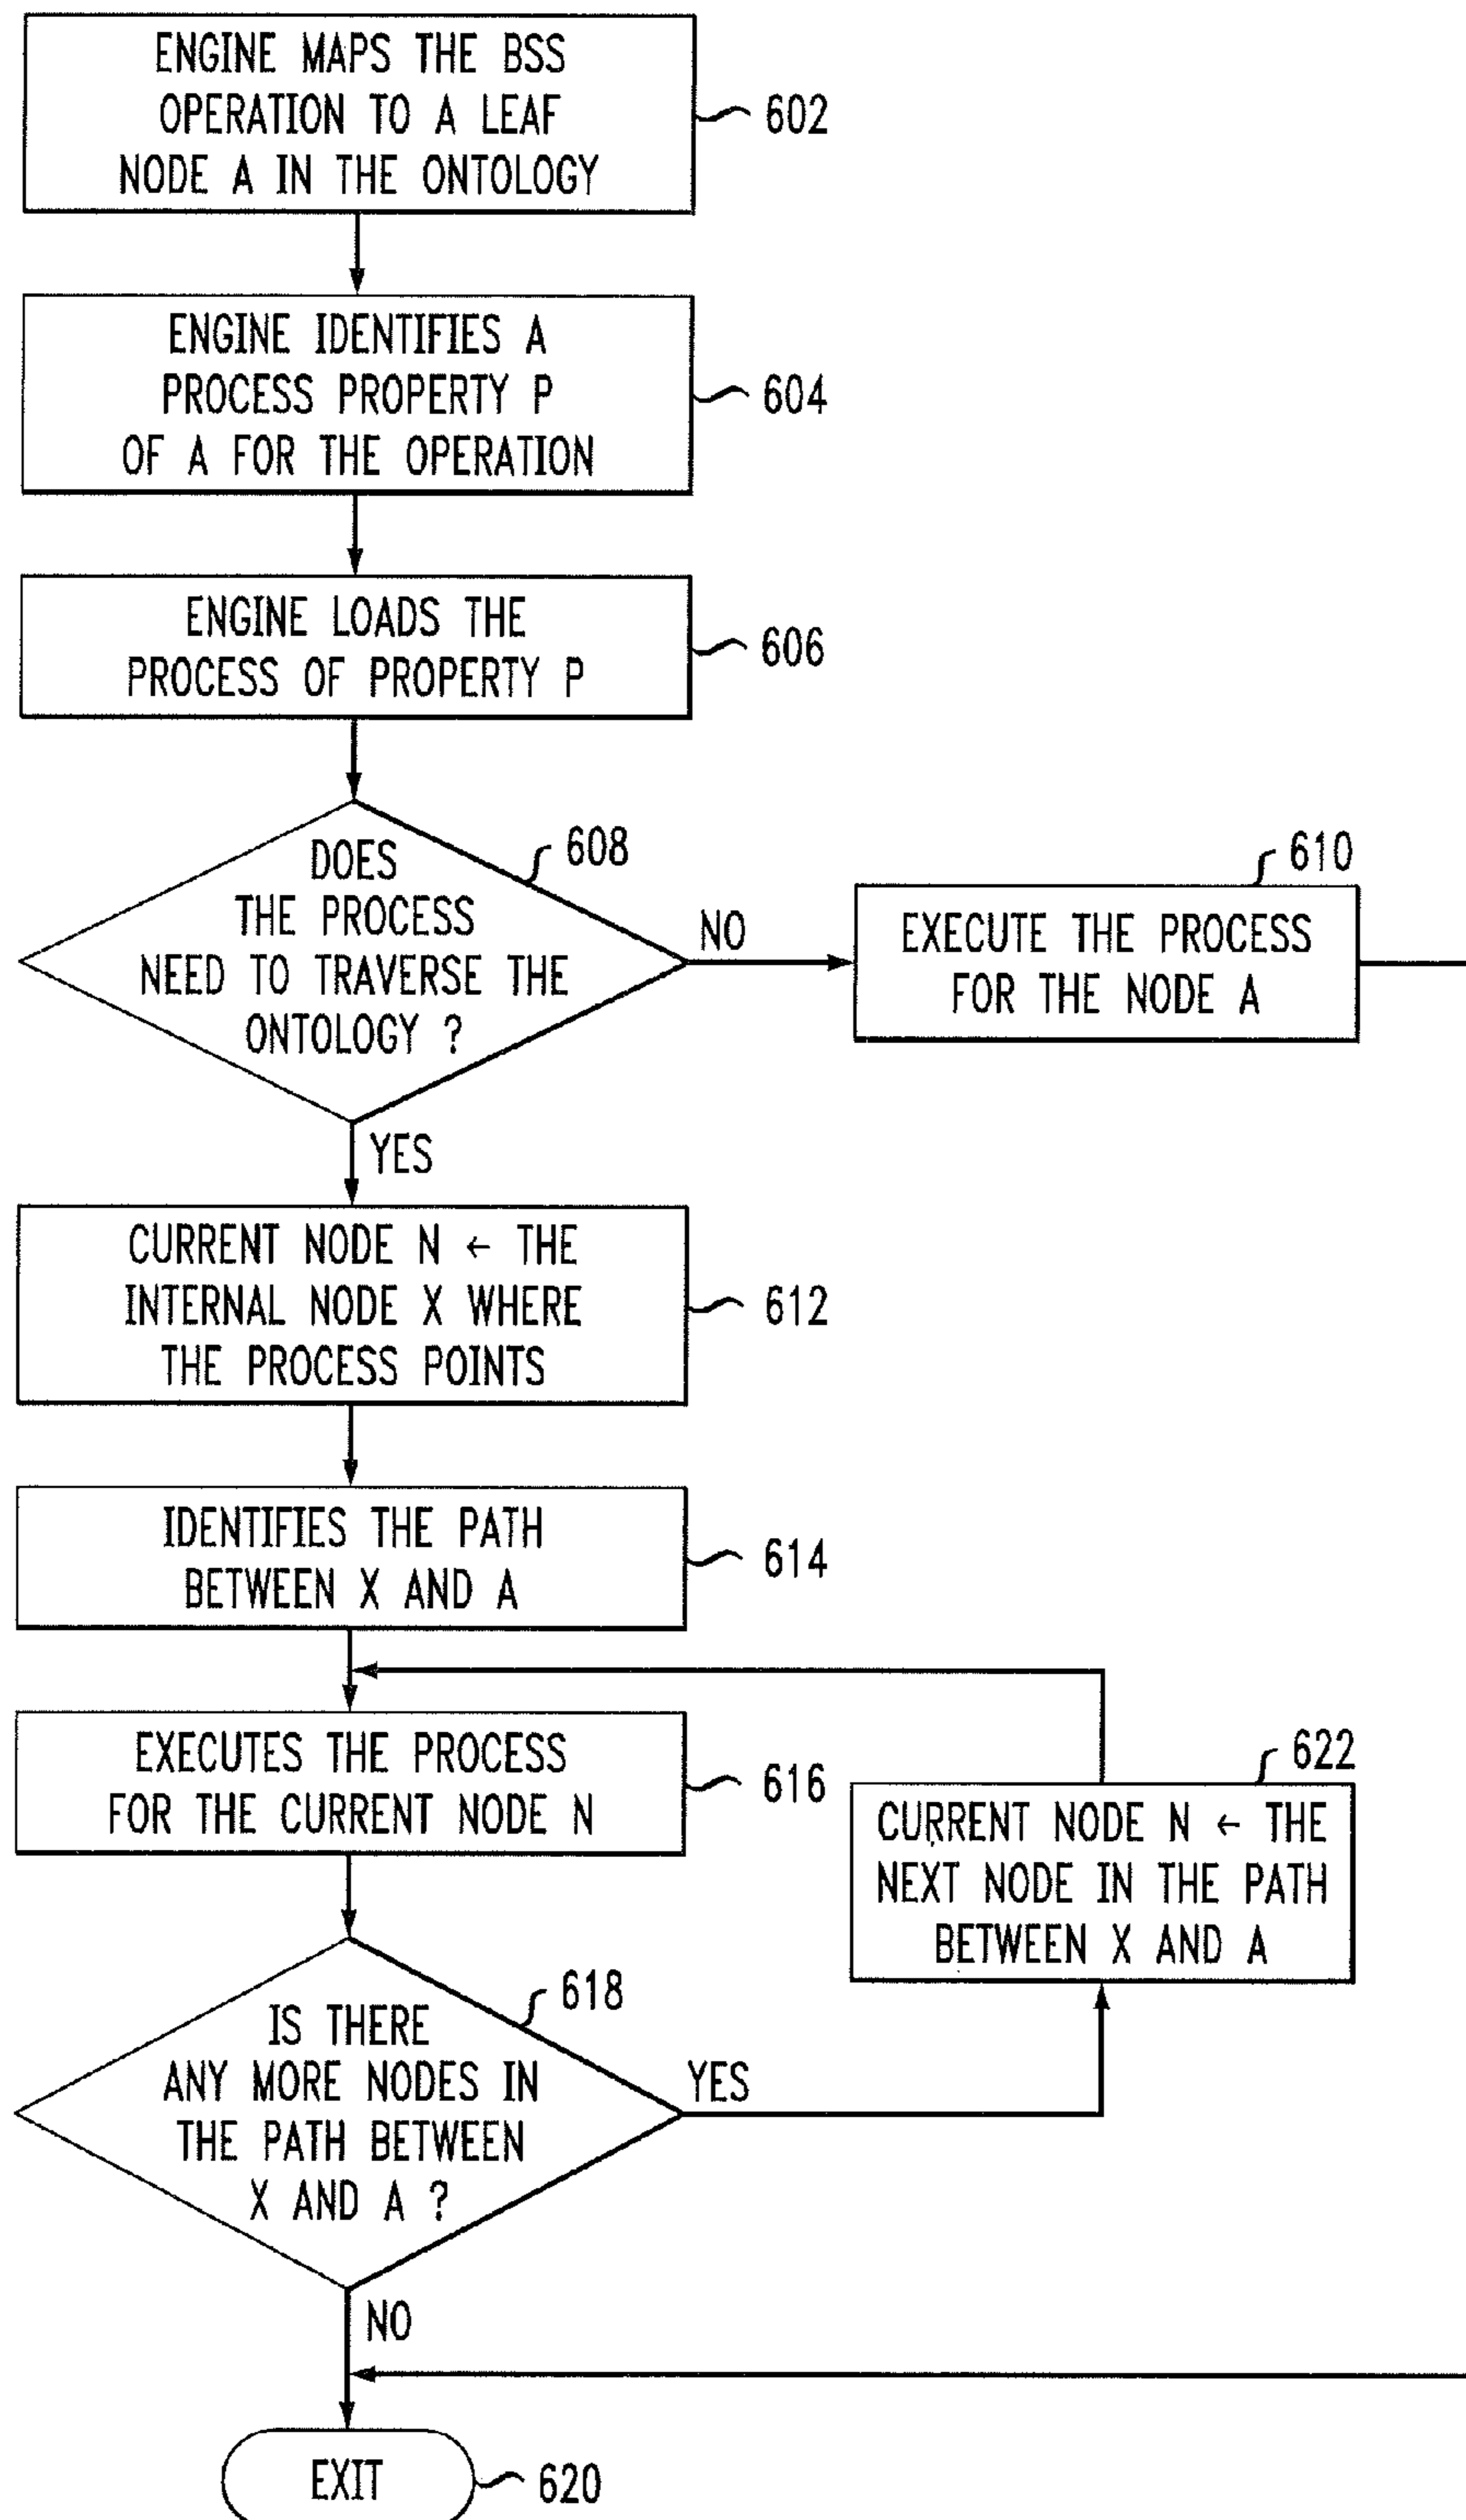 ENGINE MAPS THE BSS
OPERATION TO A LEAF
NODE A IN THE ONTOLOGY
602
ENGINE IDENTIFIES A
PROCESS PROPERTY P
OF A FOR THE OPERATION
604
ENGINE LOADS THE
PROCESS OF PROPERTY P
606
DOES
THE PROCESS
NEED TO TRAVERSE THE
ONTOLOGY ?
608
NO
610
EXECUTE THE PROCESS
FOR THE NODE A
YES
CURRENT NODE N ← THE
INTERNAL NODE X WHERE
THE PROCESS POINTS
612
IDENTIFIES THE PATH
BETWEEN X AND A
614
EXECUTES THE PROCESS
FOR THE CURRENT NODE N
616
622
CURRENT NODE N ← THE
NEXT NODE IN THE PATH
BETWEEN X AND A
IS THERE
ANY MORE NODES IN
THE PATH BETWEEN
X AND A ?
618
YES
NO
EXIT
620